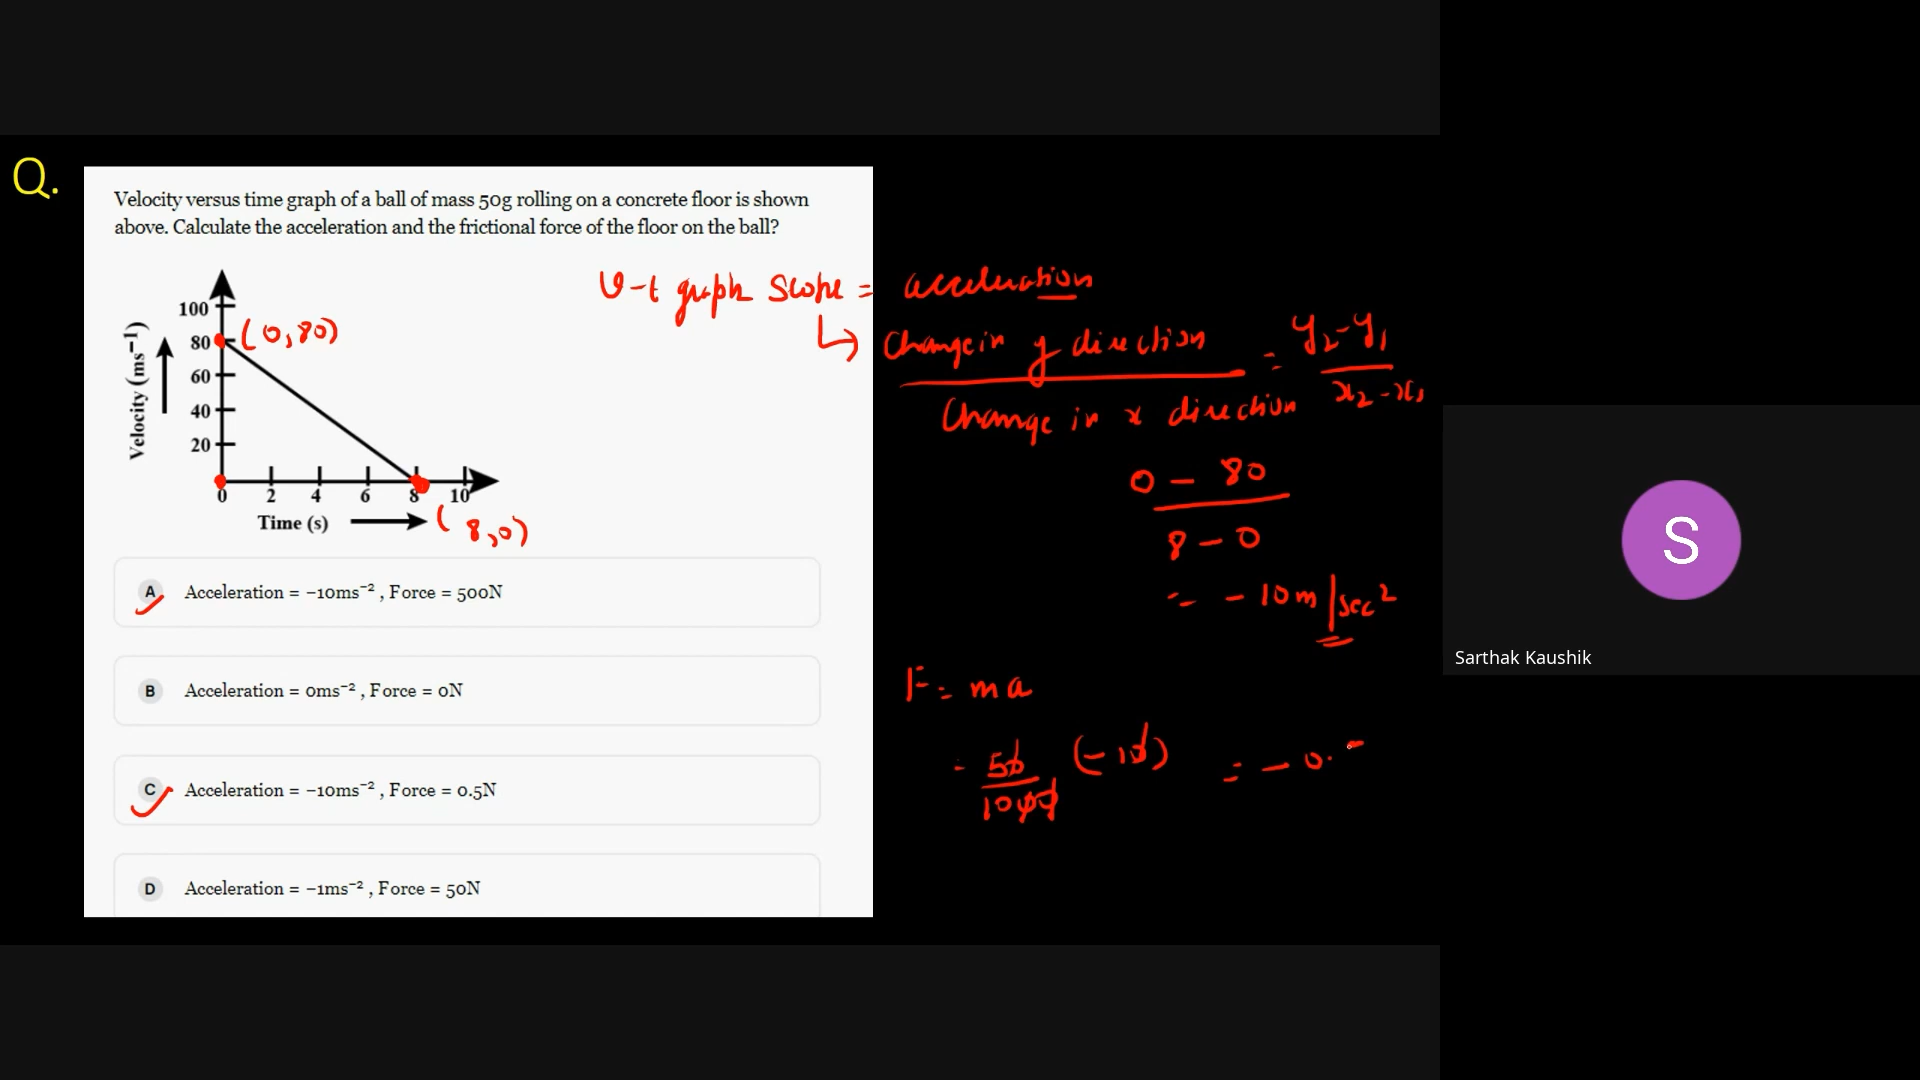 Q.
Velocity versus time graph of a ball of mass 50g rolling on a concrete floor is shown
above. Calculate the acceleration and the frictional force of the floor on the ball?
v-t graph slope = acceleration
Change in y direction = y₂-y₁
Change in x direction x₂-x₁
Velocity (ms⁻¹)
100
80 (0,80)
60
40
20
0 2 4 6 8 10
Time (s)
(8,0)
0 - 80
8 - 0
= - 10m/sec²
A Acceleration = −10ms⁻² , Force = 500N
B Acceleration = 0ms⁻² , Force = 0N
C Acceleration = −10ms⁻² , Force = 0.5N
D Acceleration = −1ms⁻² , Force = 50N
F = ma
= 50 (-10) = - 0.
1000
S
Sarthak Kaushik